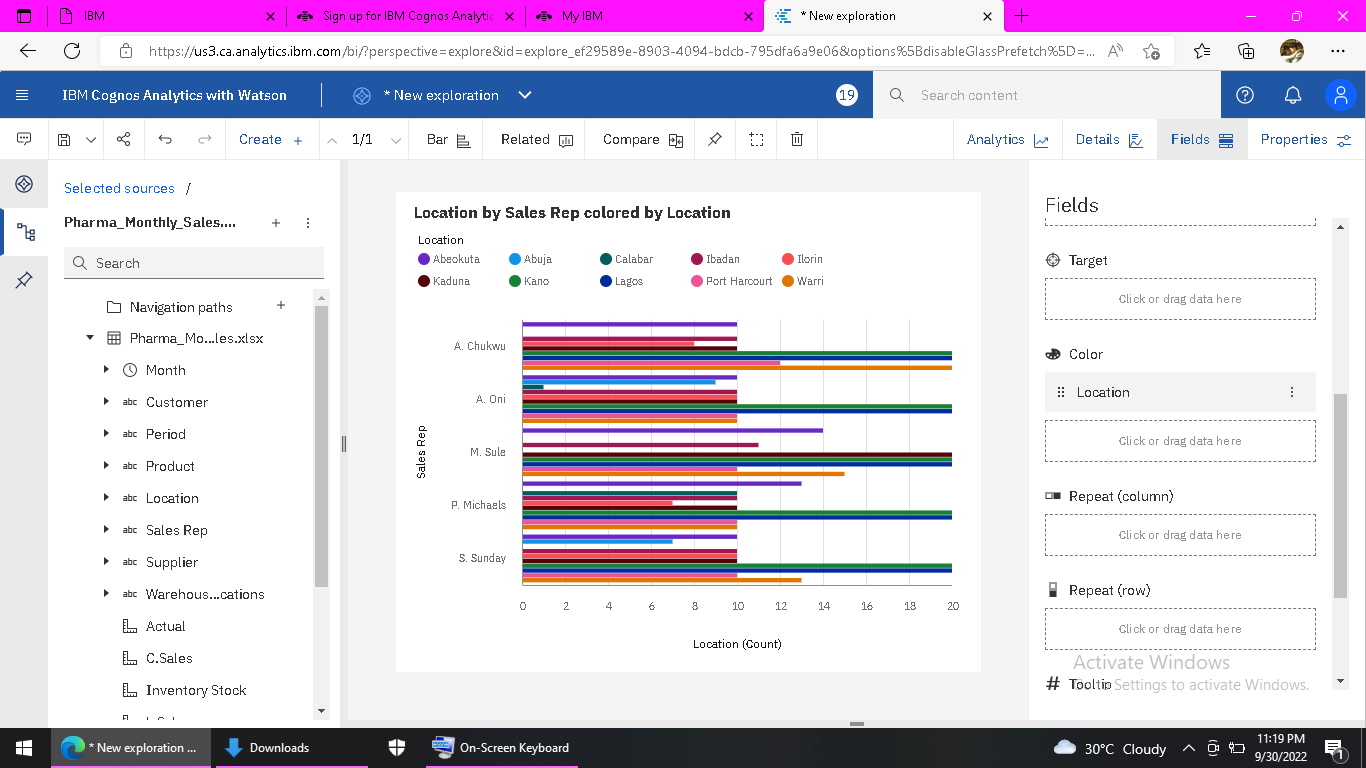 IBM
Sign up for IBM Cognos Analytic
My IBM
* New exploration
https://us3.ca.analytics.ibm.com/bi/?perspective=explore&id=explore_ef29589e-8903-4094-bdcb-795dfa6a9e06&options%5BdisableGlassPrefetch%5D=...
IBM Cognos Analytics with Watson
* New exploration
19
Search content
Create +
1/1
Bar
Related
Compare
Analytics
Details
Fields
Properties
Selected sources /
Pharma_Monthly_Sales....
Search
Navigation paths
Pharma_Mo...les.xlsx
Month
abc Customer
abc Period
abc Product
abc Location
abc Sales Rep
abc Supplier
abc Warehous...cations
Actual
C.Sales
Inventory Stock
Location by Sales Rep colored by Location
Location
Abeokuta Abuja Calabar Ibadan Ilorin
Kaduna Kano Lagos Port Harcourt Warri
Sales Rep
A. Chukwu
A. Oni
M. Sule
P. Michaels
S. Sunday
0 2 4 6 8 10 12 14 16 18 20
Location (Count)
Fields
Target
Click or drag data here
Color
Location
Click or drag data here
Repeat (column)
Click or drag data here
Repeat (row)
Click or drag data here
Activate Windows
Tooltip
Settings to activate Windows.
* New exploration ...
Downloads
On-Screen Keyboard
30°C Cloudy
11:19 PM
9/30/2022
1